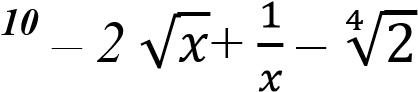 ¹⁰ − 2 √x + 1/x − ∜2